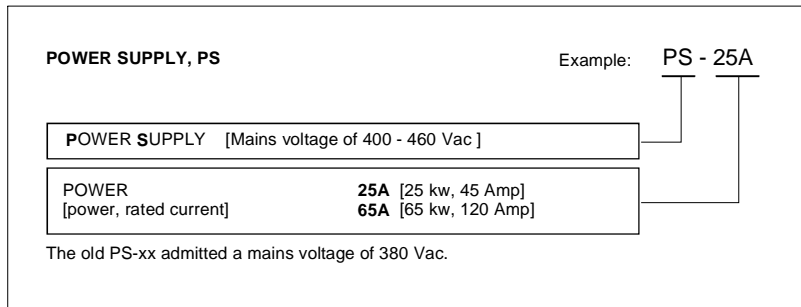 POWER SUPPLY, PS
Example: PS - 25A
POWER SUPPLY [Mains voltage of 400 - 460 Vac ]
POWER 25A [25 kw, 45 Amp]
[power, rated current] 65A [65 kw, 120 Amp]
The old PS-xx admitted a mains voltage of 380 Vac.